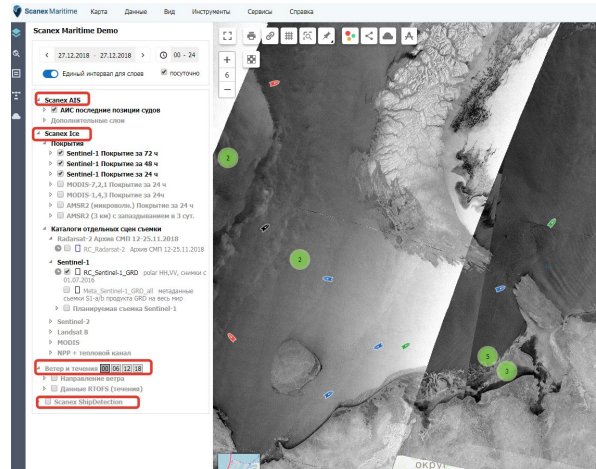 Scanex Maritime Карта Данные Вид Инструменты Сервисы Справка
Scanex Maritime Demo
27.12.2018 - 27.12.2018 00 - 24
Единый интервал для слоев посуточно
Scanex AIS
АИС последние позиции судов
Дополнительные слои
Scanex Ice
Покрытия
Sentinel-1 Покрытие за 72 ч
Sentinel-1 Покрытие за 48 ч
Sentinel-1 Покрытие за 24 ч
MODIS-7,2,1 Покрытие за 24 ч
MODIS-1,4,3 Покрытие за 24ч
AMSR2 (микроволн.) Покрытие за 24 ч
AMSR2 (3 км) с запаздыванием в 3 сут.
Каталоги отдельных сцен съемки
Radarsat-2 Архив СМП 12-25.11.2018
RC_Radarsat-2 Архив СМП 12-25.11.2018
Sentinel-1
RC_Sentinel-1_GRD polar HH,VV, снимки с
01.07.2016
Meta_Sentinel-1_GRD_all метаданные
съемки S1-a/b продукта GRD на весь мир
Планируемая съемка Sentinel-1
Sentinel-2
Landsat 8
MODIS
NPP + тепловой канал
Ветер и течения 00 06 12 18
Направление ветра
Данные RTOFS (течения)
Scanex ShipDetection
6
2
2
5
3
ОКРУГ